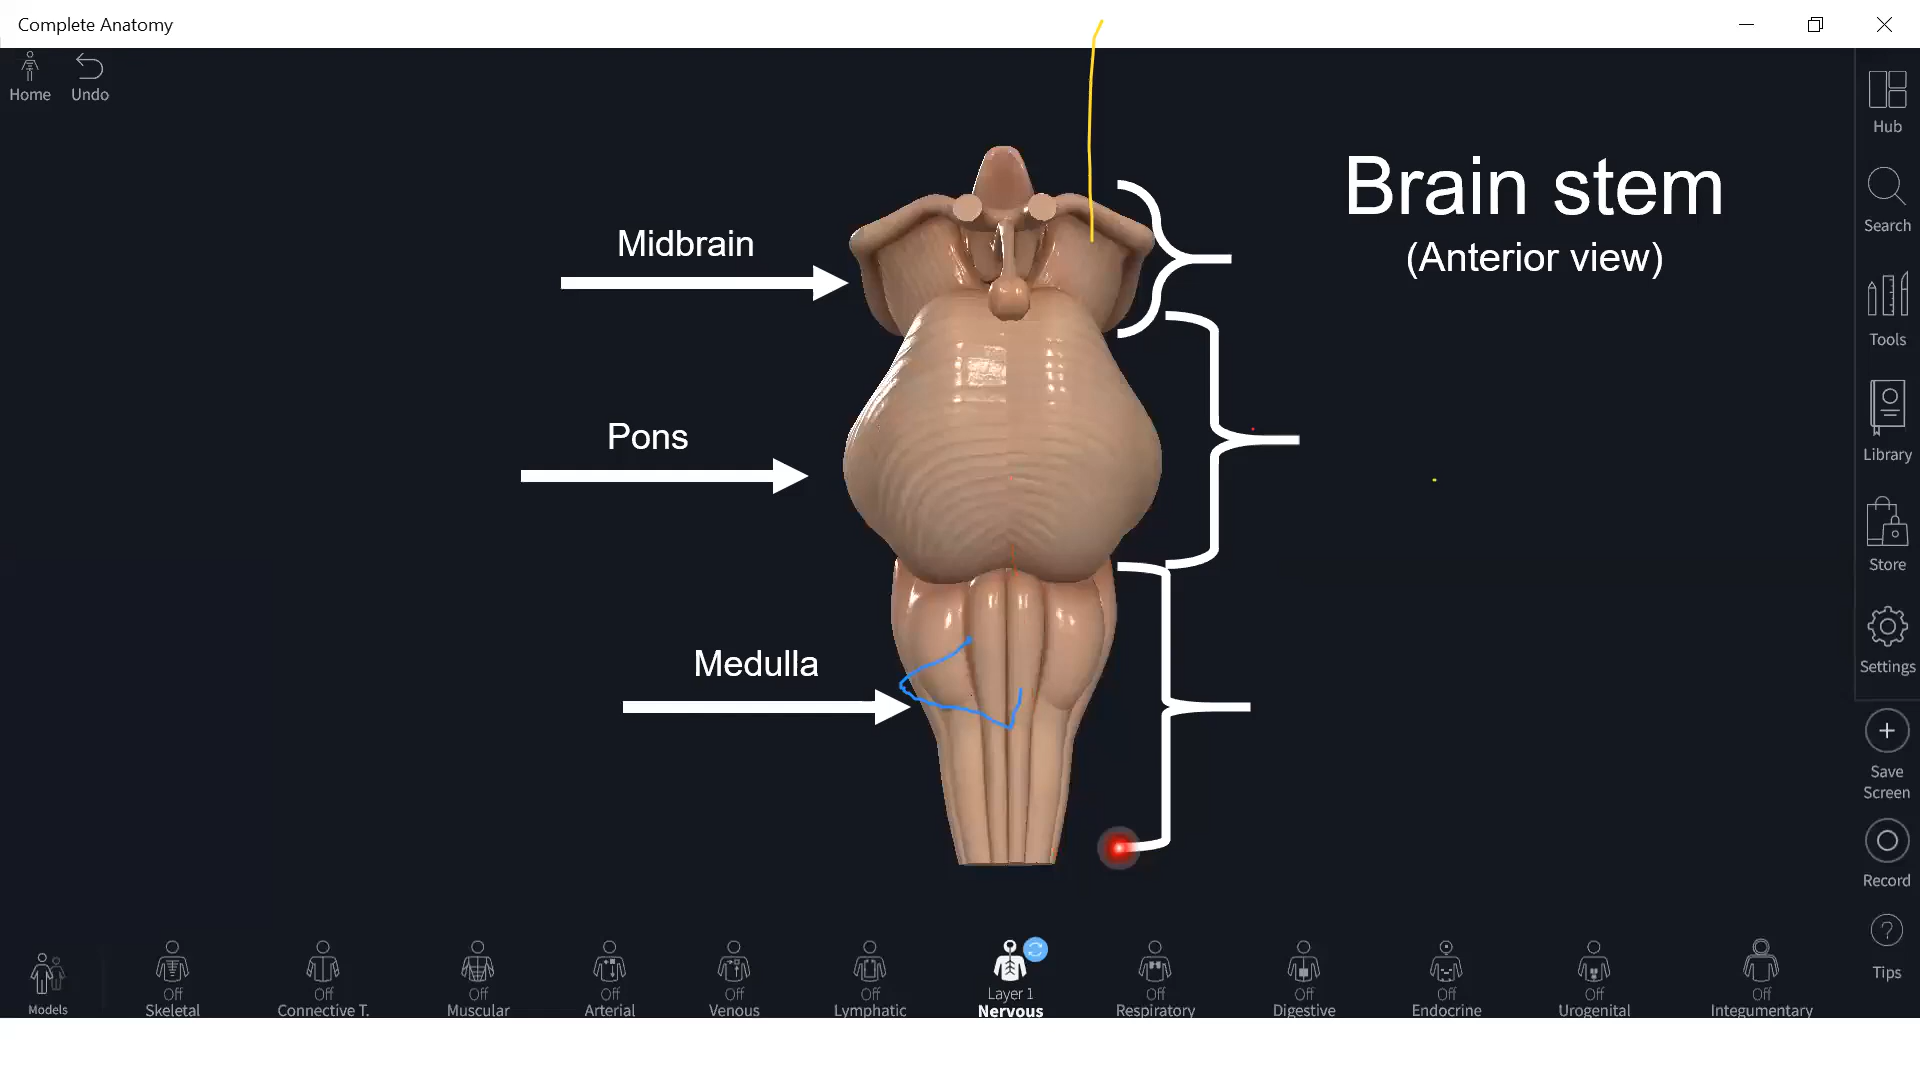 Complete Anatomy
Home
Undo
Brain stem
(Anterior view)
Midbrain
Pons
Medulla
Hub
Search
Tools
Library
Store
Settings
Save
Screen
Record
Tips
Models
Off
Skeletal
Off
Connective T.
Off
Muscular
Off
Arterial
Off
Venous
Off
Lymphatic
Layer 1
Nervous
Off
Respiratory
Off
Digestive
Off
Endocrine
Off
Urogenital
Off
Integumentary